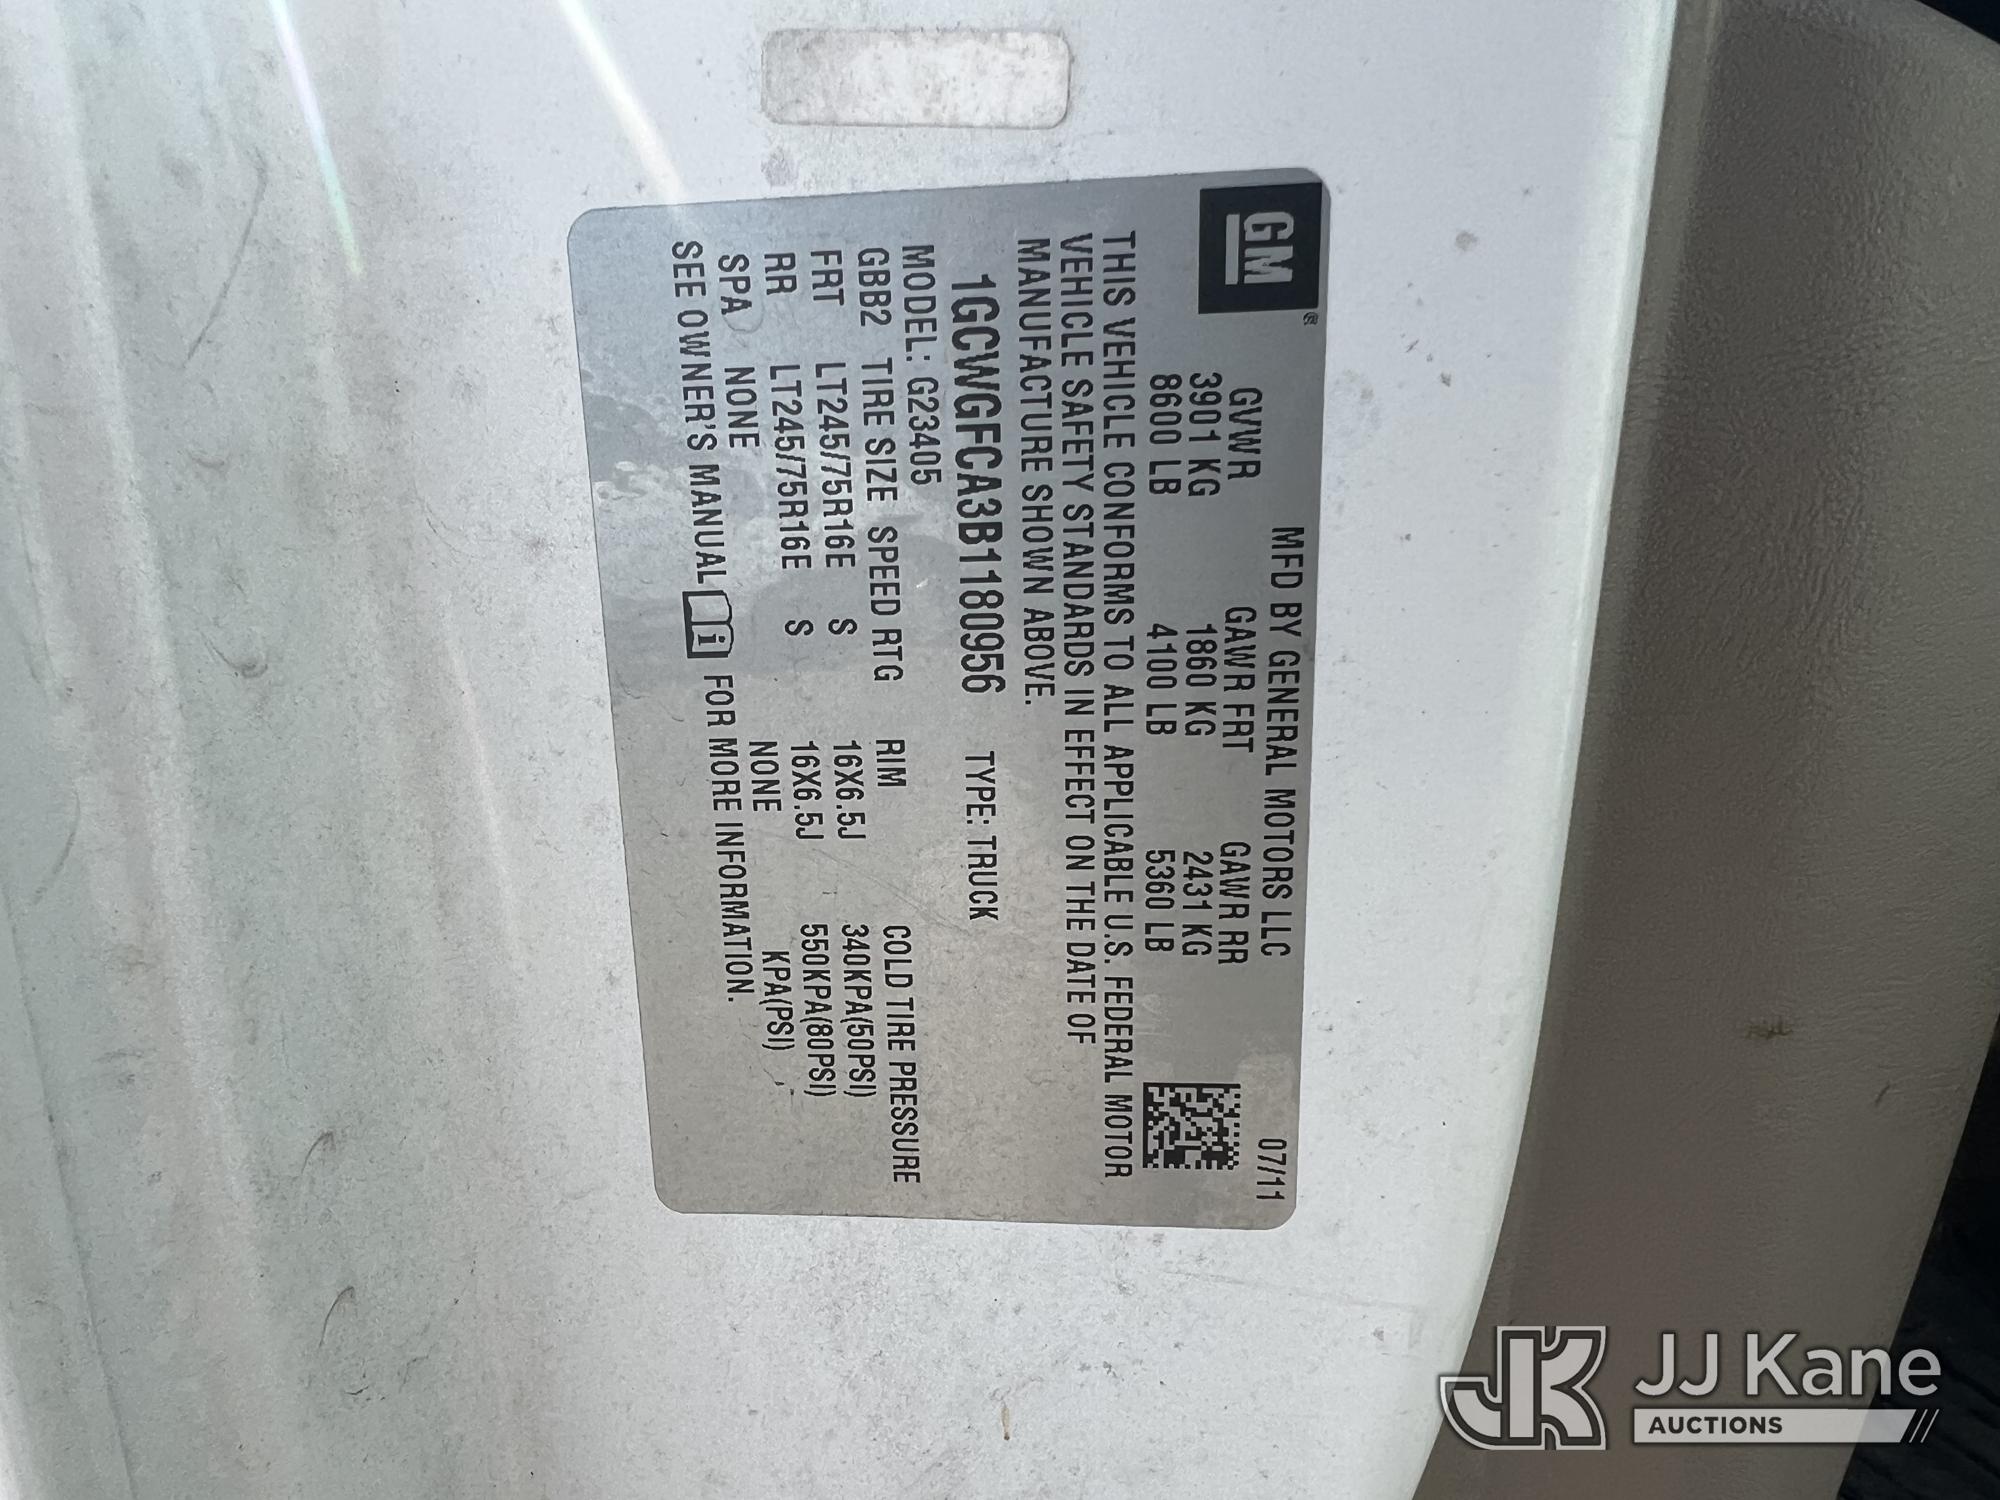 GM®
MFD BY GENERAL MOTORS LLC 07/11
GVWR GAWR FRT GAWR RR
3901 KG 1860 KG 2431 KG
8600 LB 4100 LB 5360 LB
THIS VEHICLE CONFORMS TO ALL APPLICABLE U.S. FEDERAL MOTOR
VEHICLE SAFETY STANDARDS IN EFFECT ON THE DATE OF
MANUFACTURE SHOWN ABOVE.
1GCWGFCA3B1180956 TYPE: TRUCK
MODEL: G23405
GBB2 TIRE SIZE SPEED RTG RIM COLD TIRE PRESSURE
FRT LT245/75R16E S 16X6.5J 340KPA(50PSI)
RR LT245/75R16E S 16X6.5J 550KPA(80PSI)
SPA NONE NONE KPA(PSI)
SEE OWNER'S MANUAL i FOR MORE INFORMATION.
JK JJ Kane
AUCTIONS